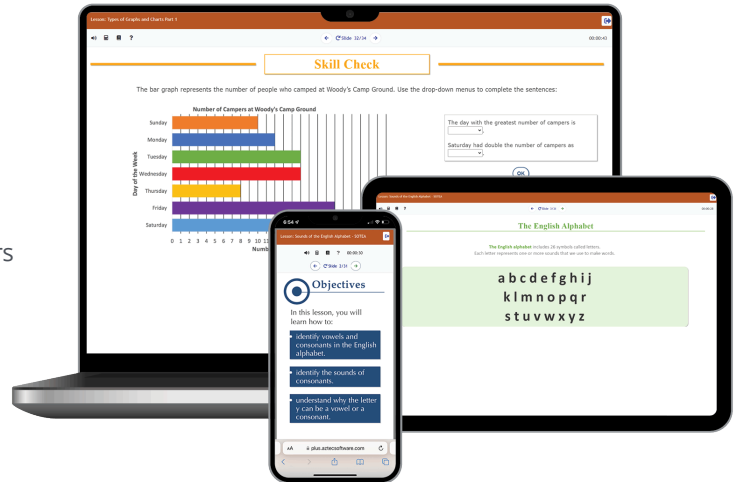 Lesson: Types of Graphs and Charts Part 1
? Slide 32/34 00:00:43
Skill Check
The bar graph represents the number of people who camped at Woody's Camp Ground. Use the drop-down menus to complete the sentences:
Number of Campers at Woody's Camp Ground
Day of the Week
Sunday
Monday
Tuesday
Wednesday
Thursday
Friday
Saturday
0 1 2 3 4 5 6 7 8 9 10 11
The day with the greatest number of campers is
.
Saturday had double the number of campers as
.
OK
rs
Lesson: Sounds of the English Alphabet - 92TEA
? Slide
The English Alphabet
The English alphabet includes 26 symbols called letters.
Each letter represents one or more sounds that we use to make words.
a b c d e f g h i j
k l m n o p q r
s t u v w x y z
6:54
Lesson: Sounds of the English Alphabet - 92TEA
? 00:00:10
Slide 2/31
Objectives
In this lesson, you will
learn how to:
identify vowels and
consonants in the English
alphabet.
identify the sounds of
consonants.
understand why the letter
y can be a vowel or a
consonant.
AA plus.aztecsoftware.com